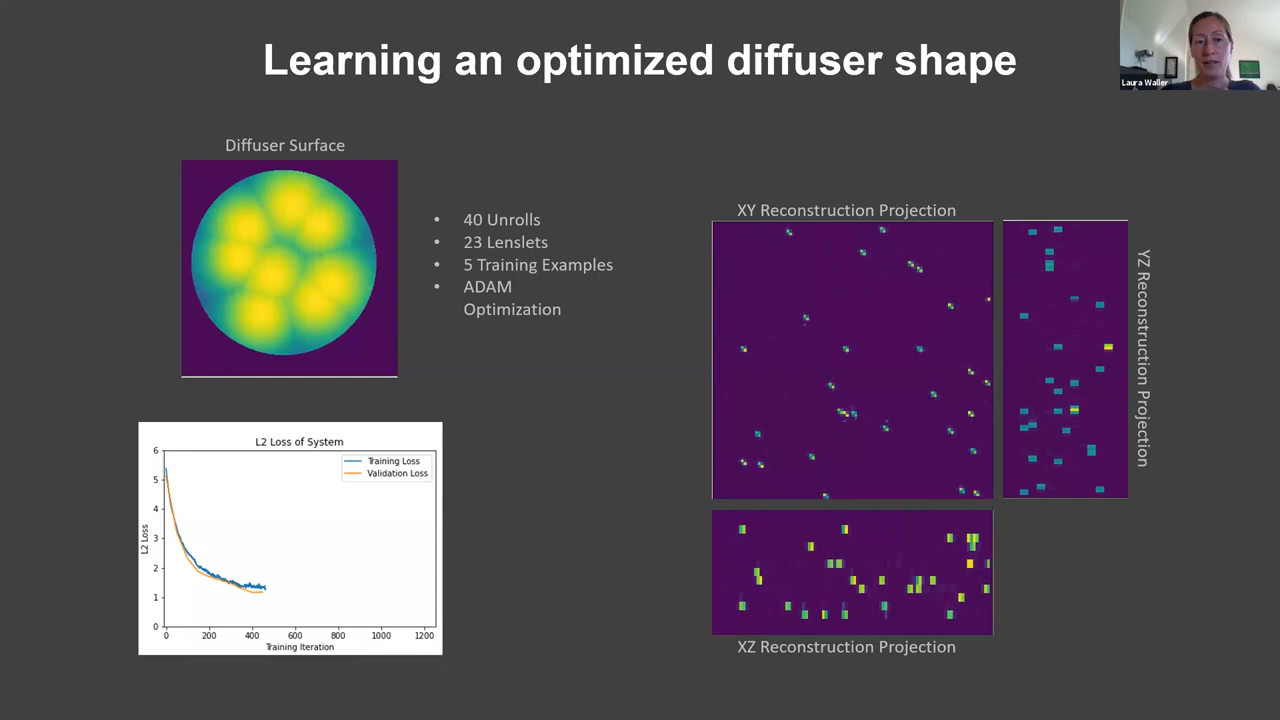 Learning an optimized diffuser shape
Laura Waller
Diffuser Surface
• 40 Unrolls
• 23 Lenslets
• 5 Training Examples
• ADAM
Optimization
XY Reconstruction Projection
YZ Reconstruction Projection
XZ Reconstruction Projection
L2 Loss of System
Training Loss
Validation Loss
L2 Loss
6
5
4
3
2
1
0
0 200 400 600 800 1000 1200
Training Iteration